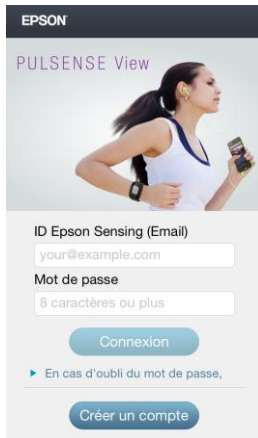 EPSON
PULSENSE View
ID Epson Sensing (Email)
your@example.com
Mot de passe
8 caractères ou plus
Connexion
En cas d'oubli du mot de passe,
Créer un compte